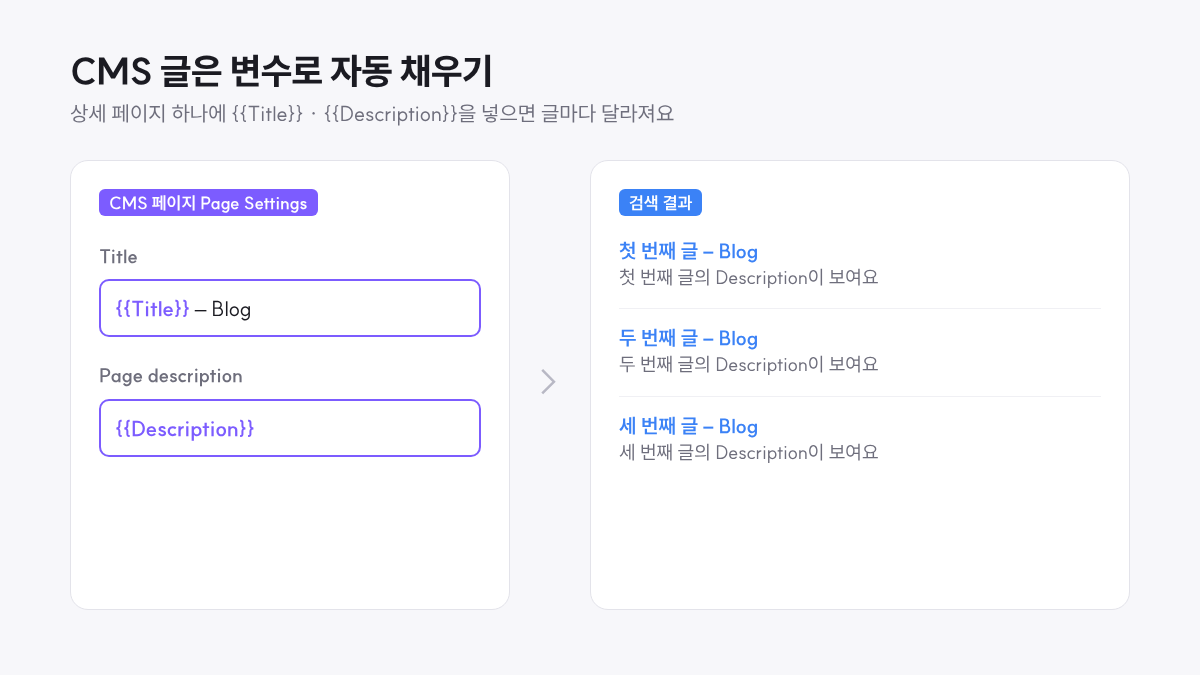 CMS 글은 변수로 자동 채우기
상세 페이지 하나에 {{Title}} · {{Description}}을 넣으면 글마다 달라져요
CMS 페이지 Page Settings
Title
{{Title}} – Blog
Page description
{{Description}}
검색 결과
첫 번째 글 – Blog
첫 번째 글의 Description이 보여요
두 번째 글 – Blog
두 번째 글의 Description이 보여요
세 번째 글 – Blog
세 번째 글의 Description이 보여요